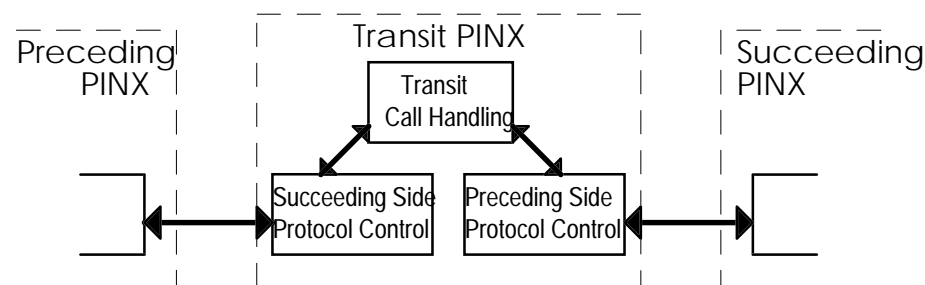 Preceding
PINX
Transit PINX
Succeeding
PINX
Transit
Call Handling
Succeeding Side
Protocol Control
Preceding Side
Protocol Control